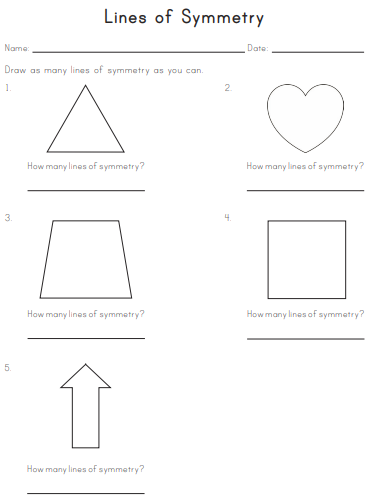 Lines of Symmetry
Name: Date:
Draw as many lines of symmetry as you can.
1. 2.
How many lines of symmetry? How many lines of symmetry?
3. 4.
How many lines of symmetry? How many lines of symmetry?
5.
How many lines of symmetry?